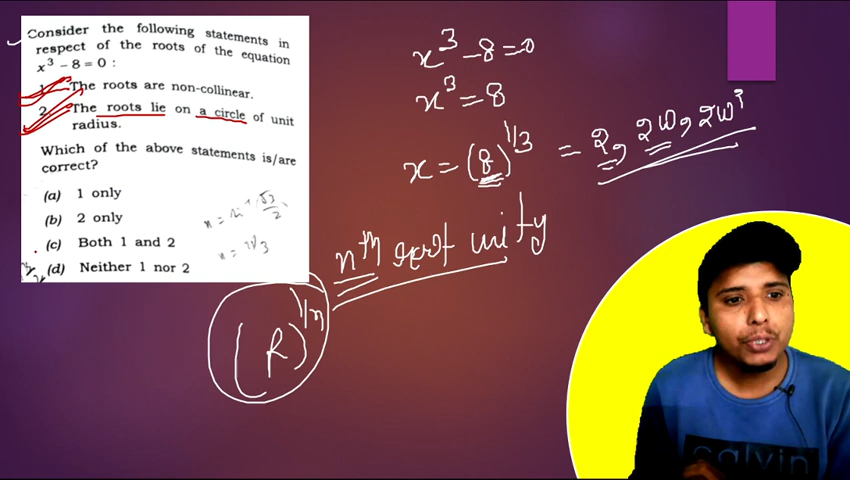 Consider the following statements in
respect of the roots of the equation
x³ – 8 = 0 :
1. The roots are non-collinear.
2. The roots lie on a circle of unit
radius.
Which of the above statements is/are
correct?
(a) 1 only
(b) 2 only
(c) Both 1 and 2
(d) Neither 1 nor 2
x³ – 8 = 0
x³ = 8
x = (8)^1/3 = 2, 2w, 2w²
nth root unity
(R)^1/n
calvin